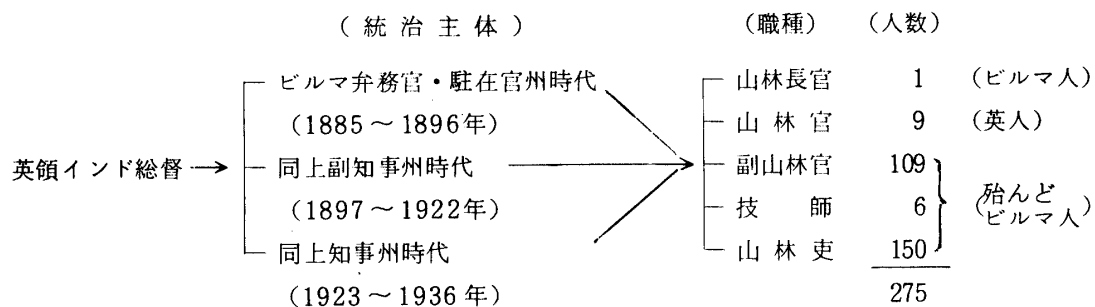 (統治主体) (職種) (人数)
ビルマ弁務官・駐在官州時代 山林長官 1 (ビルマ人)
(1885~1896年) 山林官 9 (英人)
英領インド総督 → 同上副知事州時代 副山林官 109
(1897~1922年) 技師 6 (殆んどビルマ人)
同上知事州時代 山林吏 150
(1923~1936年) 275